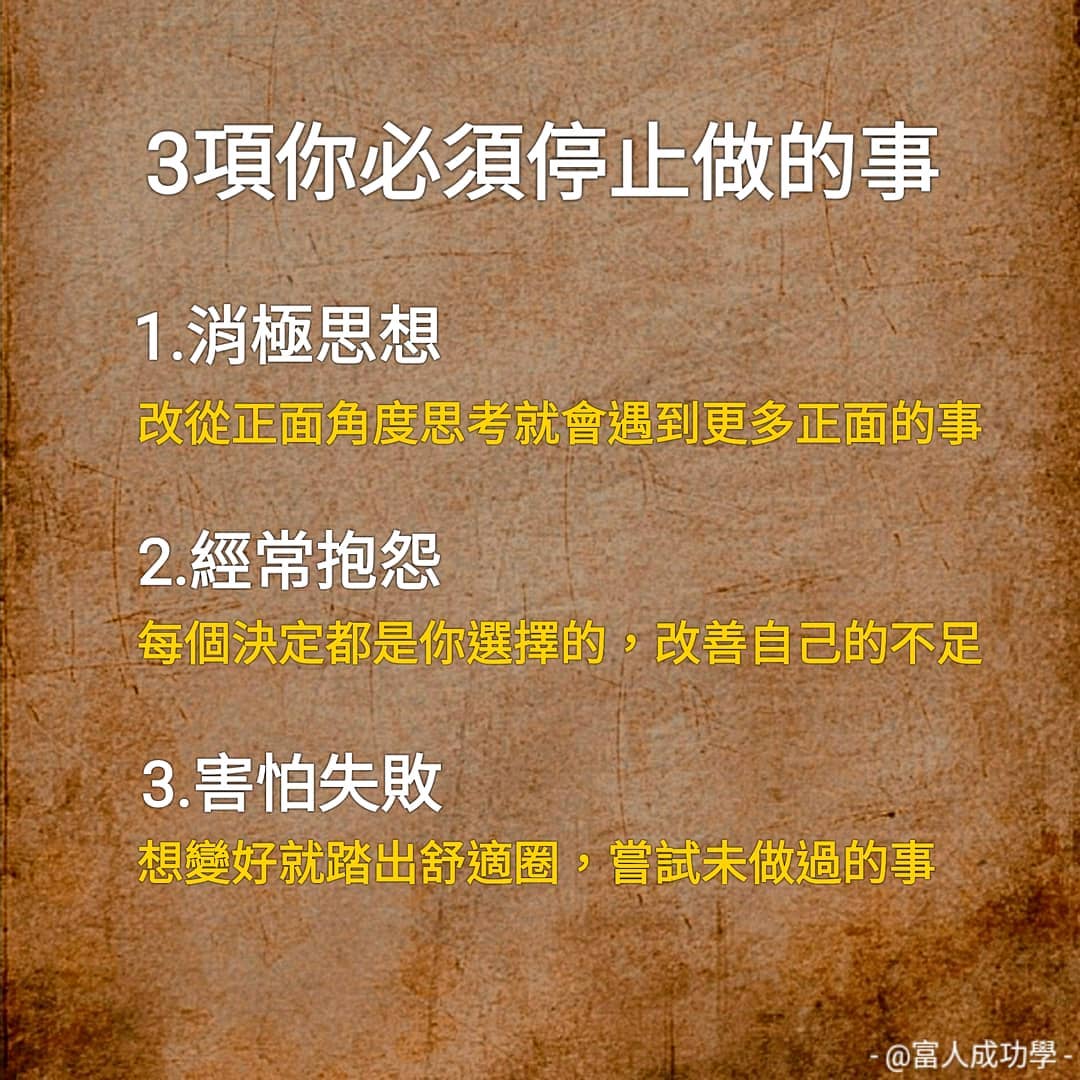 3項你必須停止做的事
1.消極思想
改從正面角度思考就會遇到更多正面的事
2.經常抱怨
每個決定都是你選擇的，改善自己的不足
3.害怕失敗
想變好就踏出舒適圈，嘗試未做過的事
- @富人成功學 -